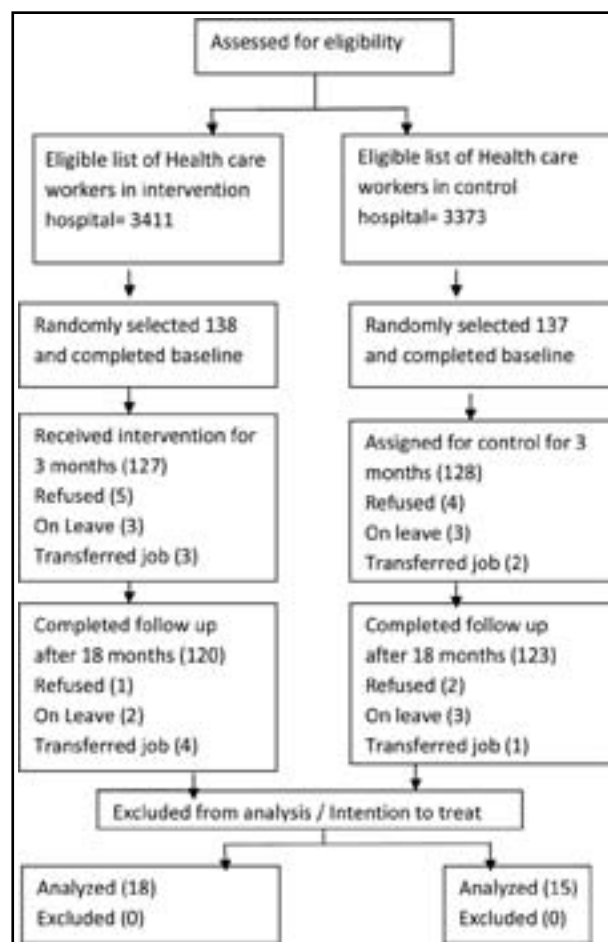 Assessed for eligibility
Eligible list of Health care
workers in intervention
hospital= 3411
Eligible list of Health care
workers in control
hospital= 3373
Randomly selected 138
and completed baseline
Randomly selected 137
and completed baseline
Received intervention for
3 months (127)
Refused (5)
On Leave (3)
Transferred job (3)
Assigned for control for 3
months (128)
Refused (4)
On leave (3)
Transferred job (2)
Completed follow up
after 18 months (120)
Refused (1)
On Leave (2)
Transferred job (4)
Completed follow up
after 18 months (123)
Refused (2)
On leave (3)
Transferred job (1)
Excluded from analysis / Intention to treat
Analyzed (18)
Excluded (0)
Analyzed (15)
Excluded (0)